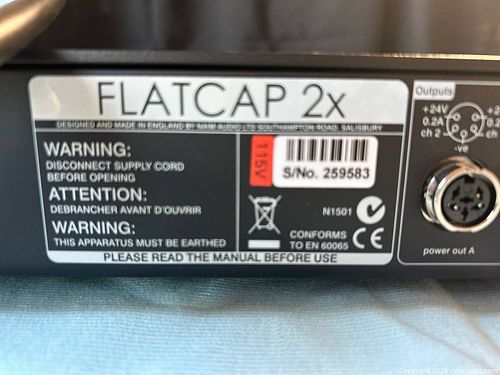 FLATCAP 2x
DESIGNED AND MADE IN ENGLAND BY NAIM AUDIO LTD SOUTHAMPTON ROAD, SALISBURY
WARNING:
DISCONNECT SUPPLY CORD
BEFORE OPENING
ATTENTION:
DEBRANCHER AVANT D'OUVRIR
WARNING:
THIS APPARATUS MUST BE EARTHED
115V
S/No. 259583
N1501
CONFORMS
TO EN 60065
CE
PLEASE READ THE MANUAL BEFORE USE
Outputs
+24V
0.2A
ch 2
-ve
power out A